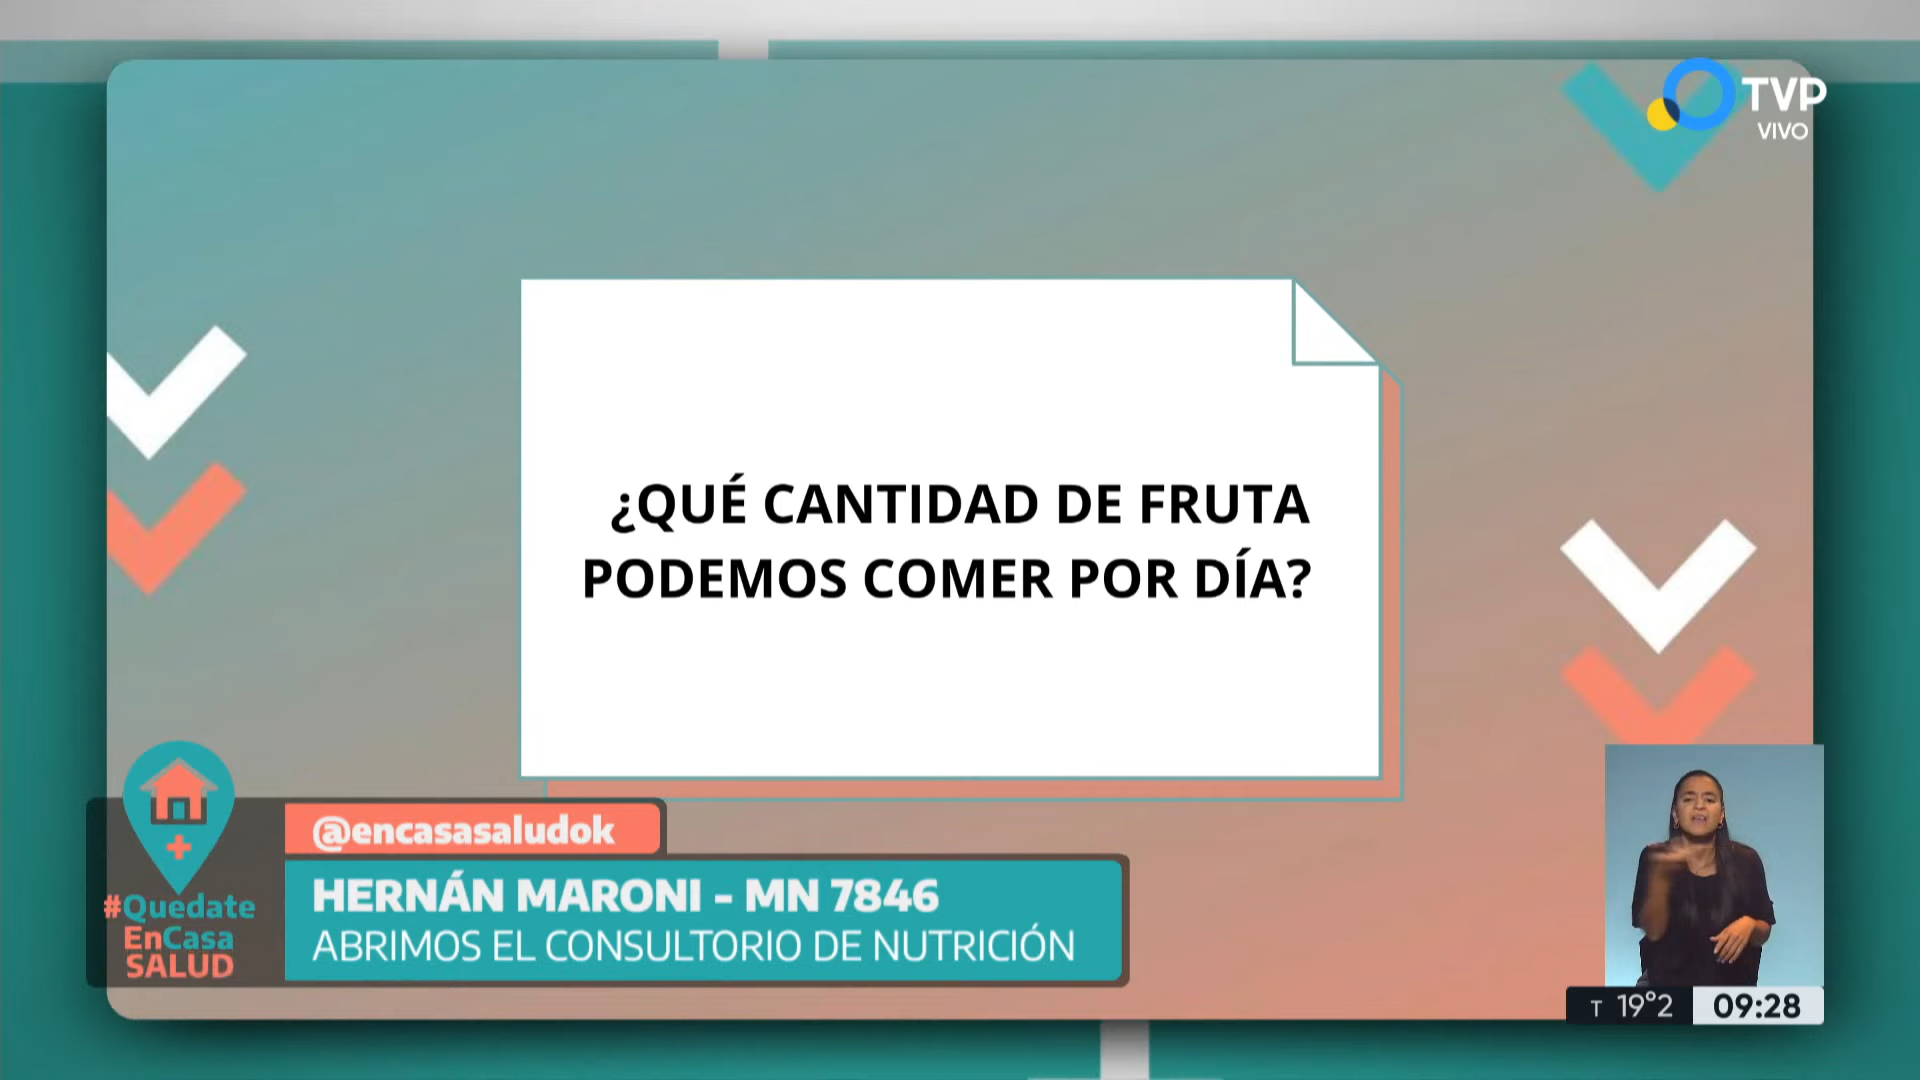 TVP
VIVO
¿QUÉ CANTIDAD DE FRUTA
PODEMOS COMER POR DÍA?
@encasasaludok
HERNÁN MARONI - MN 7846
ABRIMOS EL CONSULTORIO DE NUTRICIÓN
#Quedate
EnCasa
SALUD
T 19°2
09:28